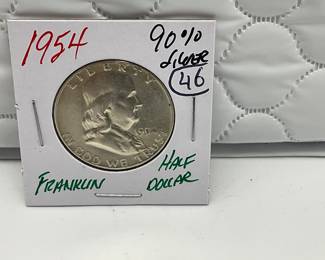 1954
90%
SILVER
46
LIBERTY
IN GOD WE TRUST
FRANKLIN
HALF
DOLLAR